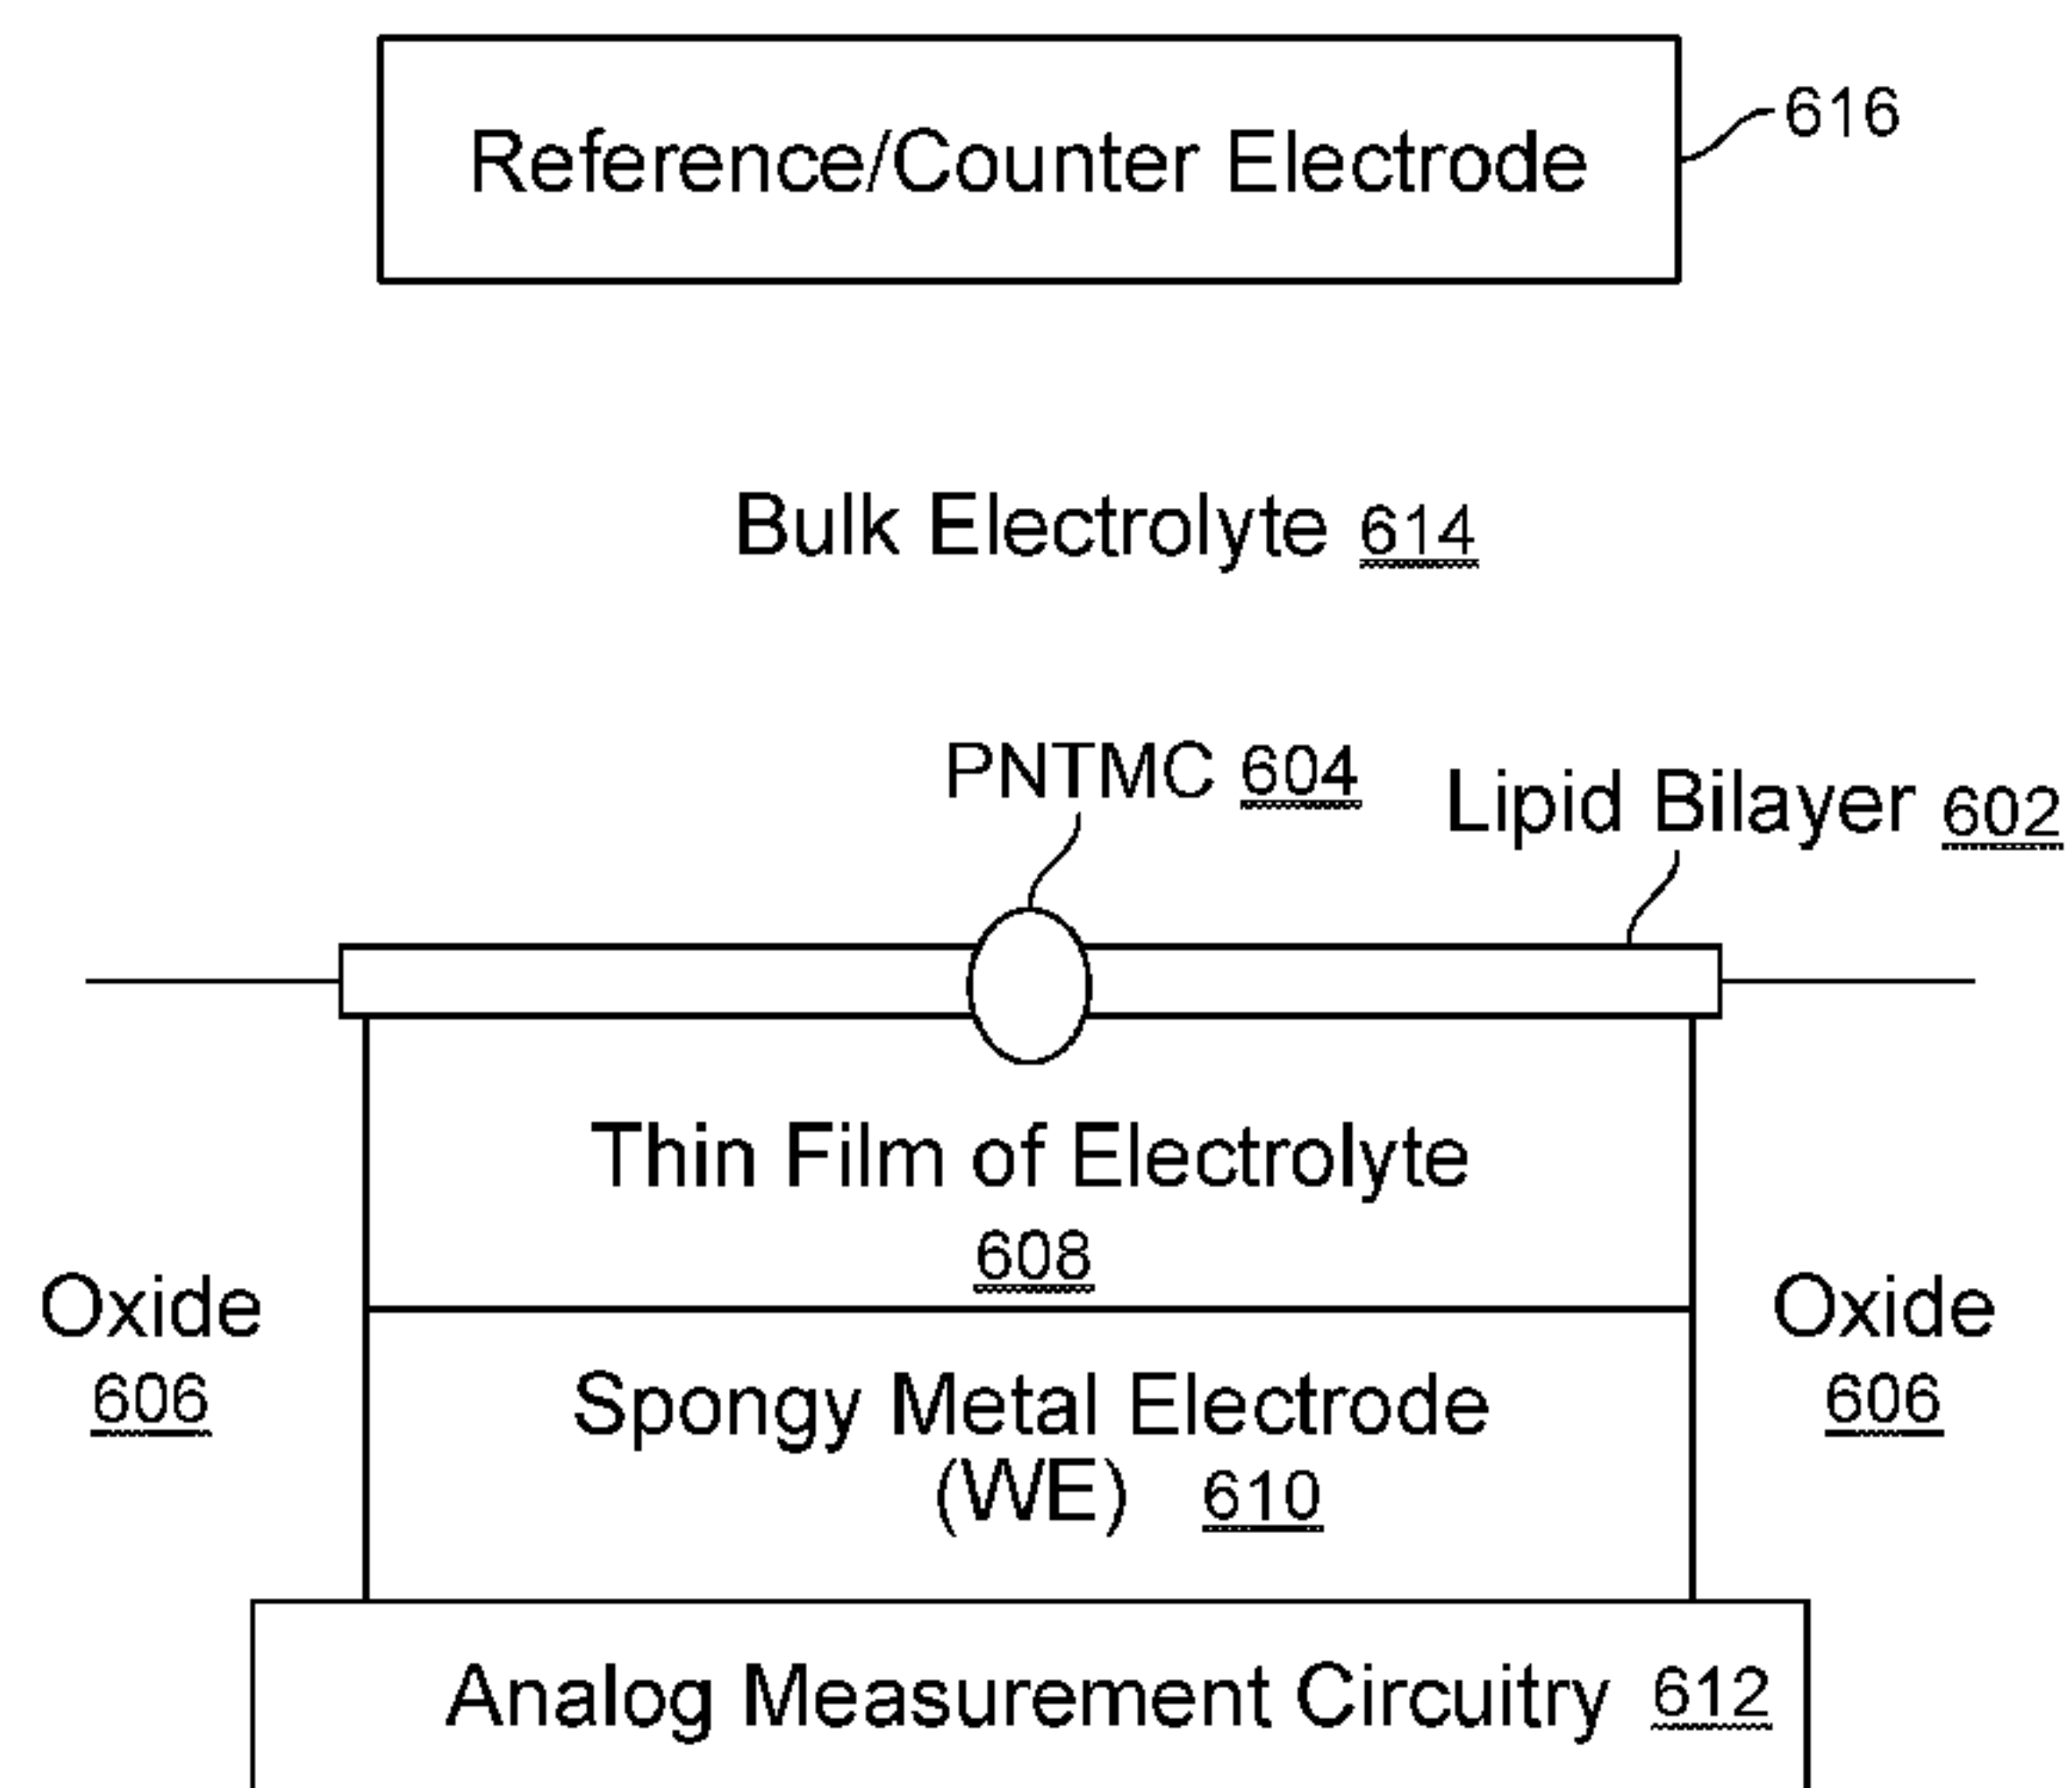 Reference/Counter Electrode
616
Bulk Electrolyte 614
PNTMC 604
Lipid Bilayer 602
Thin Film of Electrolyte
608
Oxide
606
Oxide
606
Spongy Metal Electrode
(WE) 610
Analog Measurement Circuitry 612